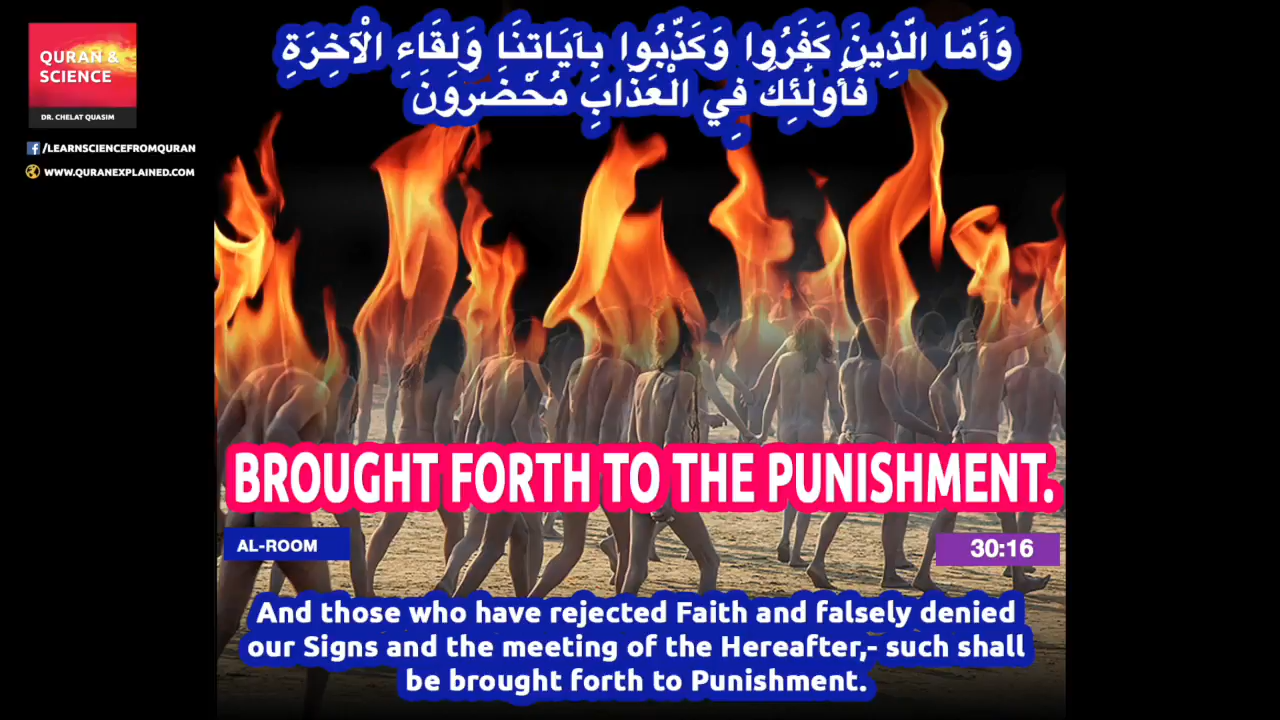 QURAN &
SCIENCE
DR. CHELAT QUASIM
/LEARNSCIENCEFROMQURAN
WWW.QURANEXPLAINED.COM
وَأَمّا الّذِينَ كَفَرُوا وَكَذّبُوا بِآيَاتِنَا وَلِقَاءِ الْآخِرَةِ
فَأُولَٰئِكَ فِي الْعَذَابِ مُحْضَرُونَ
BROUGHT FORTH TO THE PUNISHMENT.
AL-ROOM
30:16
And those who have rejected Faith and falsely denied
our Signs and the meeting of the Hereafter,- such shall
be brought forth to Punishment.